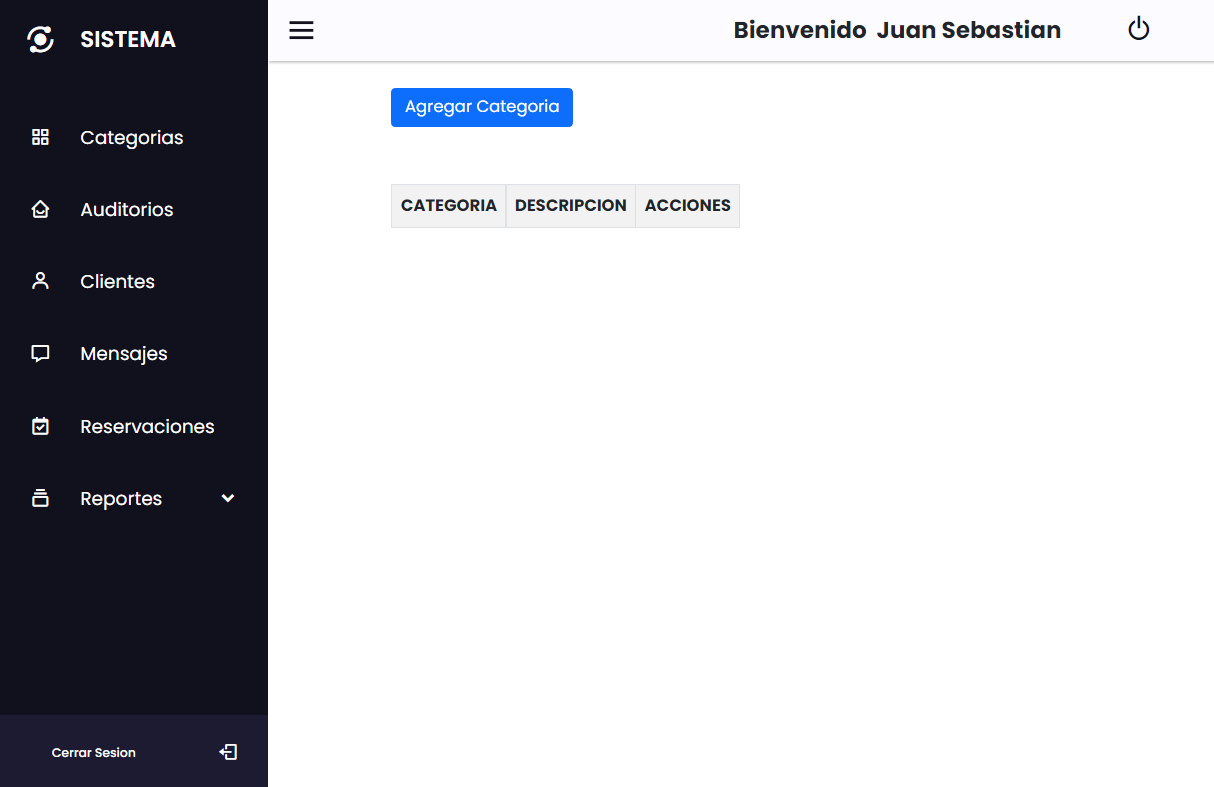 SISTEMA
Bienvenido Juan Sebastian
Categorias
Auditorios
Clientes
Mensajes
Reservaciones
Reportes
Cerrar Sesion
Agregar Categoria
CATEGORIA DESCRIPCION ACCIONES